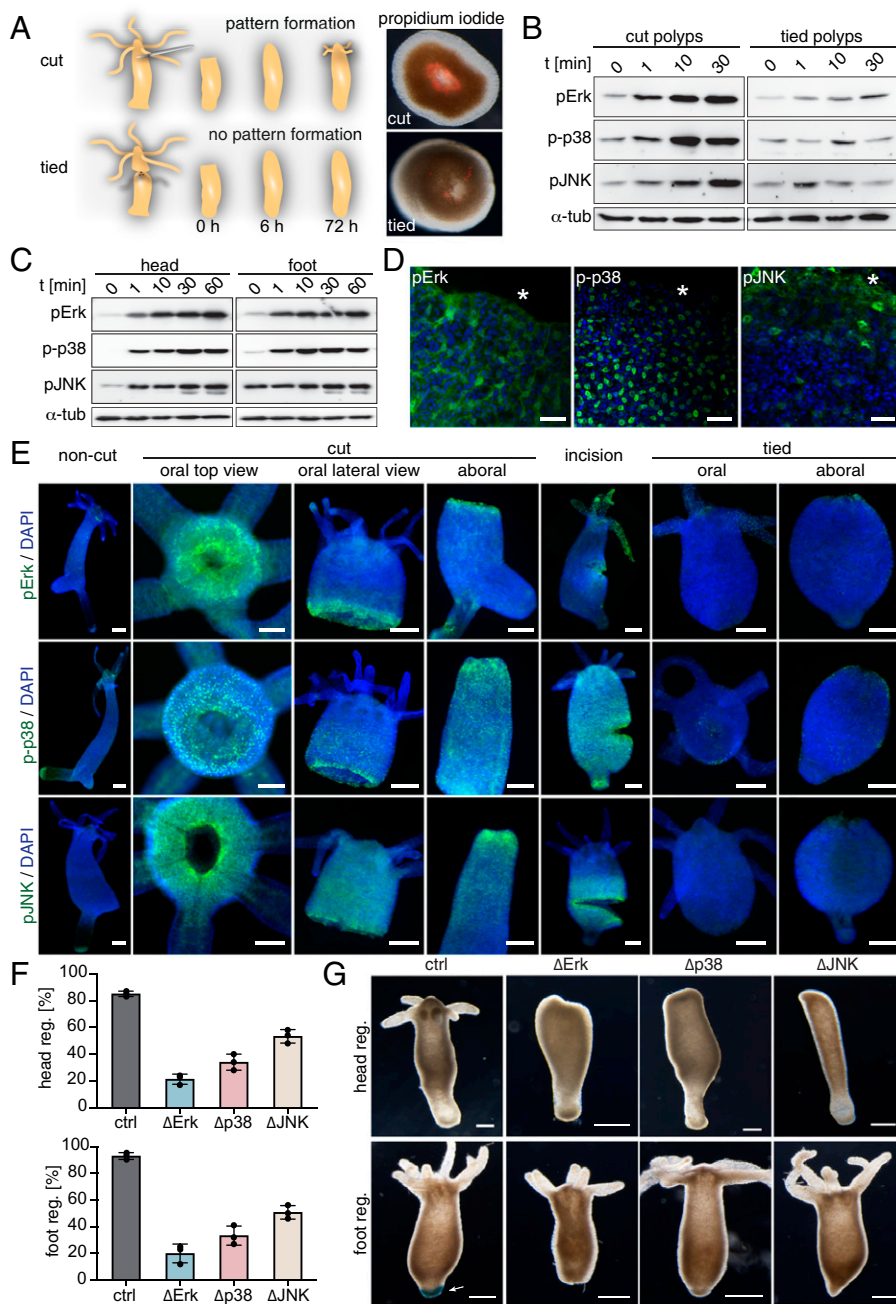 A
pattern formation
propidium iodide
cut
cut
no pattern formation
tied
tied
0 h 6 h 72 h
B
cut polyps tied polyps
t [min] 0 1 10 30 0 1 10 30
pErk
p-p38
pJNK
α-tub
C
head foot
t [min] 0 1 10 30 60 0 1 10 30 60
pErk
p-p38
pJNK
α-tub
D
pErk * p-p38 * pJNK *
E
non-cut cut incision tied
oral top view oral lateral view aboral oral aboral
pErk / DAPI
p-p38 / DAPI
pJNK / DAPI
F
head reg. [%]
100
80
60
40
20
0
ctrl ΔErk Δp38 ΔJNK
foot reg. [%]
100
80
60
40
20
0
ctrl ΔErk Δp38 ΔJNK
G
ctrl ΔErk Δp38 ΔJNK
head reg.
foot reg.